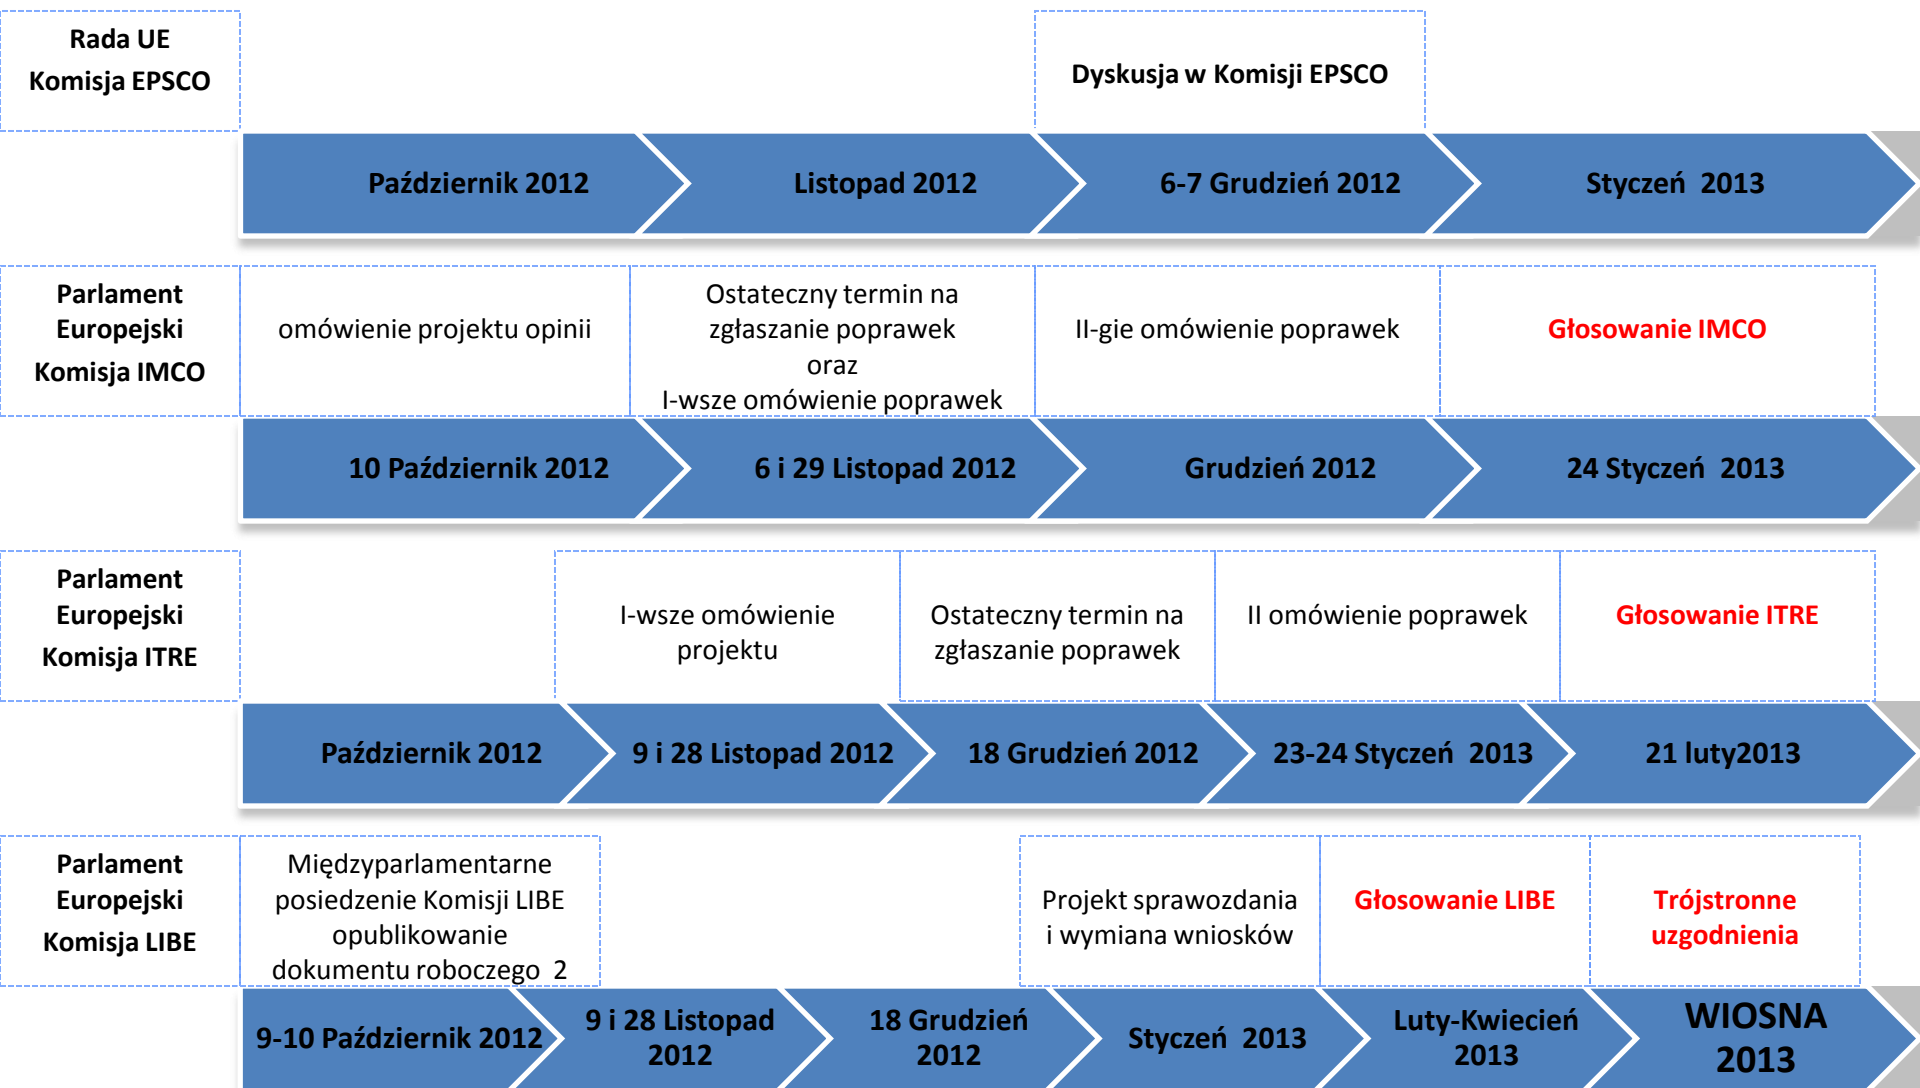 Rada UE
Komisja EPSCO
Dyskusja w Komisji EPSCO
Październik 2012
Listopad 2012
6-7 Grudzień 2012
Styczeń 2013
Parlament
Europejski
Komisja IMCO
omówienie projektu opinii
Ostateczny termin na
zgłaszanie poprawek
oraz
I-wsze omówienie poprawek
II-gie omówienie poprawek
Głosowanie IMCO
10 Październik 2012
6 i 29 Listopad 2012
Grudzień 2012
24 Styczeń 2013
Parlament
Europejski
Komisja ITRE
I-wsze omówienie
projektu
Ostateczny termin na
zgłaszanie poprawek
II omówienie poprawek
Głosowanie ITRE
Październik 2012
9 i 28 Listopad 2012
18 Grudzień 2012
23-24 Styczeń 2013
21 luty2013
Parlament
Europejski
Komisja LIBE
Międzyparlamentarne
posiedzenie Komisji LIBE
opublikowanie
dokumentu roboczego 2
Projekt sprawozdania
i wymiana wniosków
Głosowanie LIBE
Trójstronne
uzgodnienia
9-10 Październik 2012
9 i 28 Listopad
2012
18 Grudzień
2012
Styczeń 2013
Luty-Kwiecień
2013
WIOSNA
2013